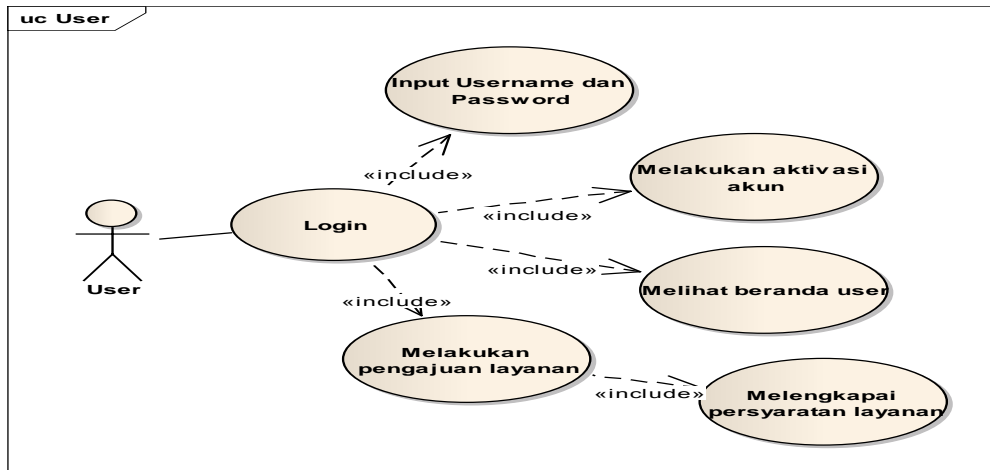 uc User
Input Username dan
Password
«include»
Melakukan aktivasi
akun
«include»
Login
«include»
Melihat beranda user
User
«include»
Melakukan
pengajuan layanan
«include»
Melengkapai
persyaratan layanan